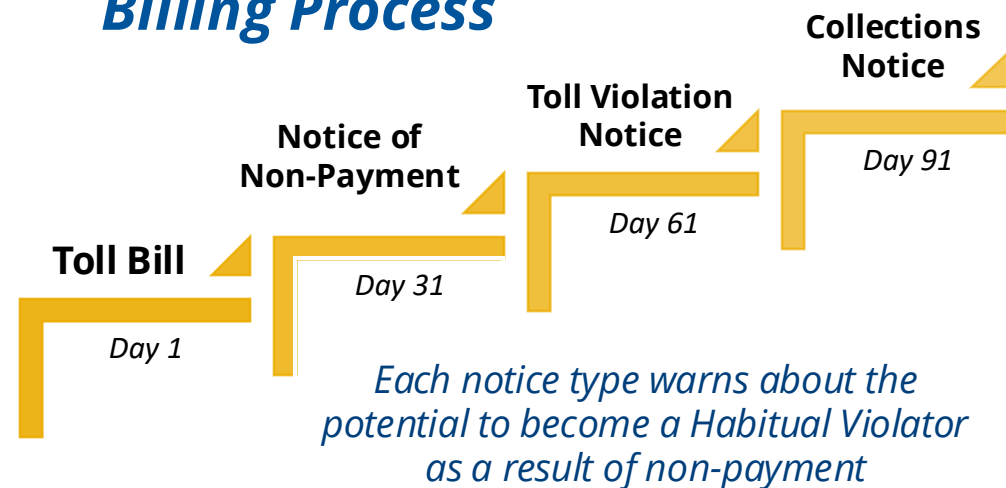 Billing Process
Collections
Notice
Day 91
Toll Violation
Notice
Day 61
Notice of
Non-Payment
Day 31
Toll Bill
Day 1
Each notice type warns about the
potential to become a Habitual Violator
as a result of non-payment